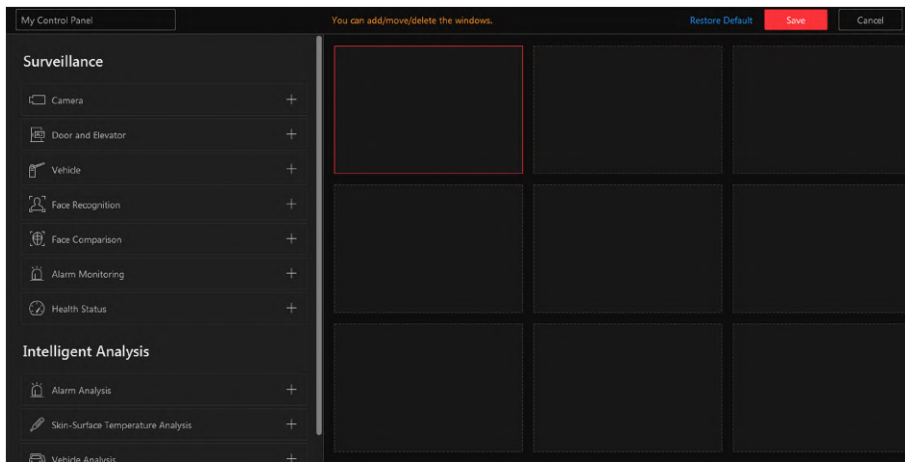 My Control Panel
You can add/move/delete the windows.
Restore Default
Save
Cancel
Surveillance
Camera
Door and Elevator
Vehicle
Face Recognition
Face Comparison
Alarm Monitoring
Health Status
Intelligent Analysis
Alarm Analysis
Skin-Surface Temperature Analysis
Vehicle Analysis